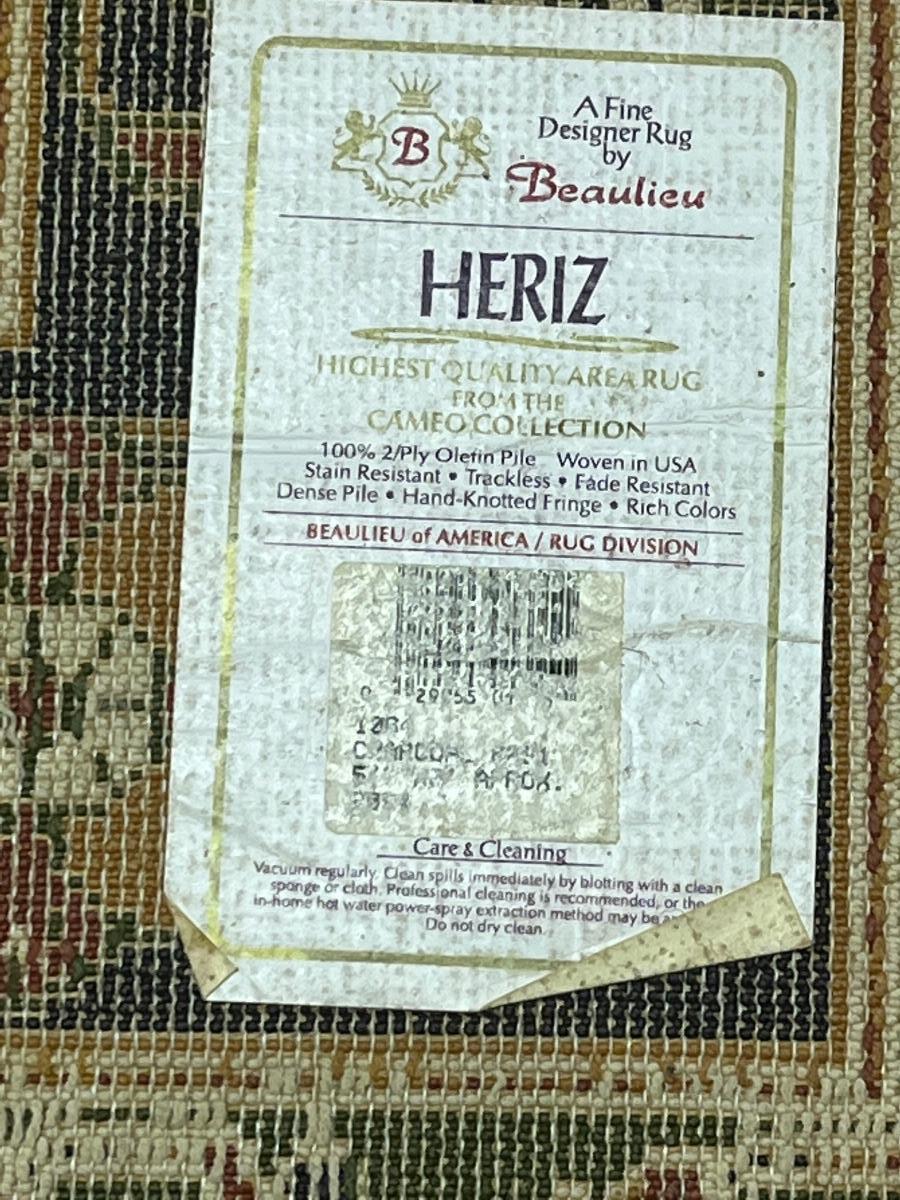 B
A Fine
Designer Rug
by
Beaulieu
HERIZ
HIGHEST QUALITY AREA RUG
FROM THE
CAMEO COLLECTION
100% 2/Ply Olefin Pile Woven in USA
Stain Resistant • Trackless • Fade Resistant
Dense Pile • Hand-Knotted Fringe • Rich Colors
BEAULIEU of AMERICA / RUG DIVISION
Care & Cleaning
Vacuum regularly. Clean spills immediately by blotting with a clean
sponge or cloth. Professional cleaning is recommended, or the
in-home hot water power-spray extraction method may be
Do not dry clean.